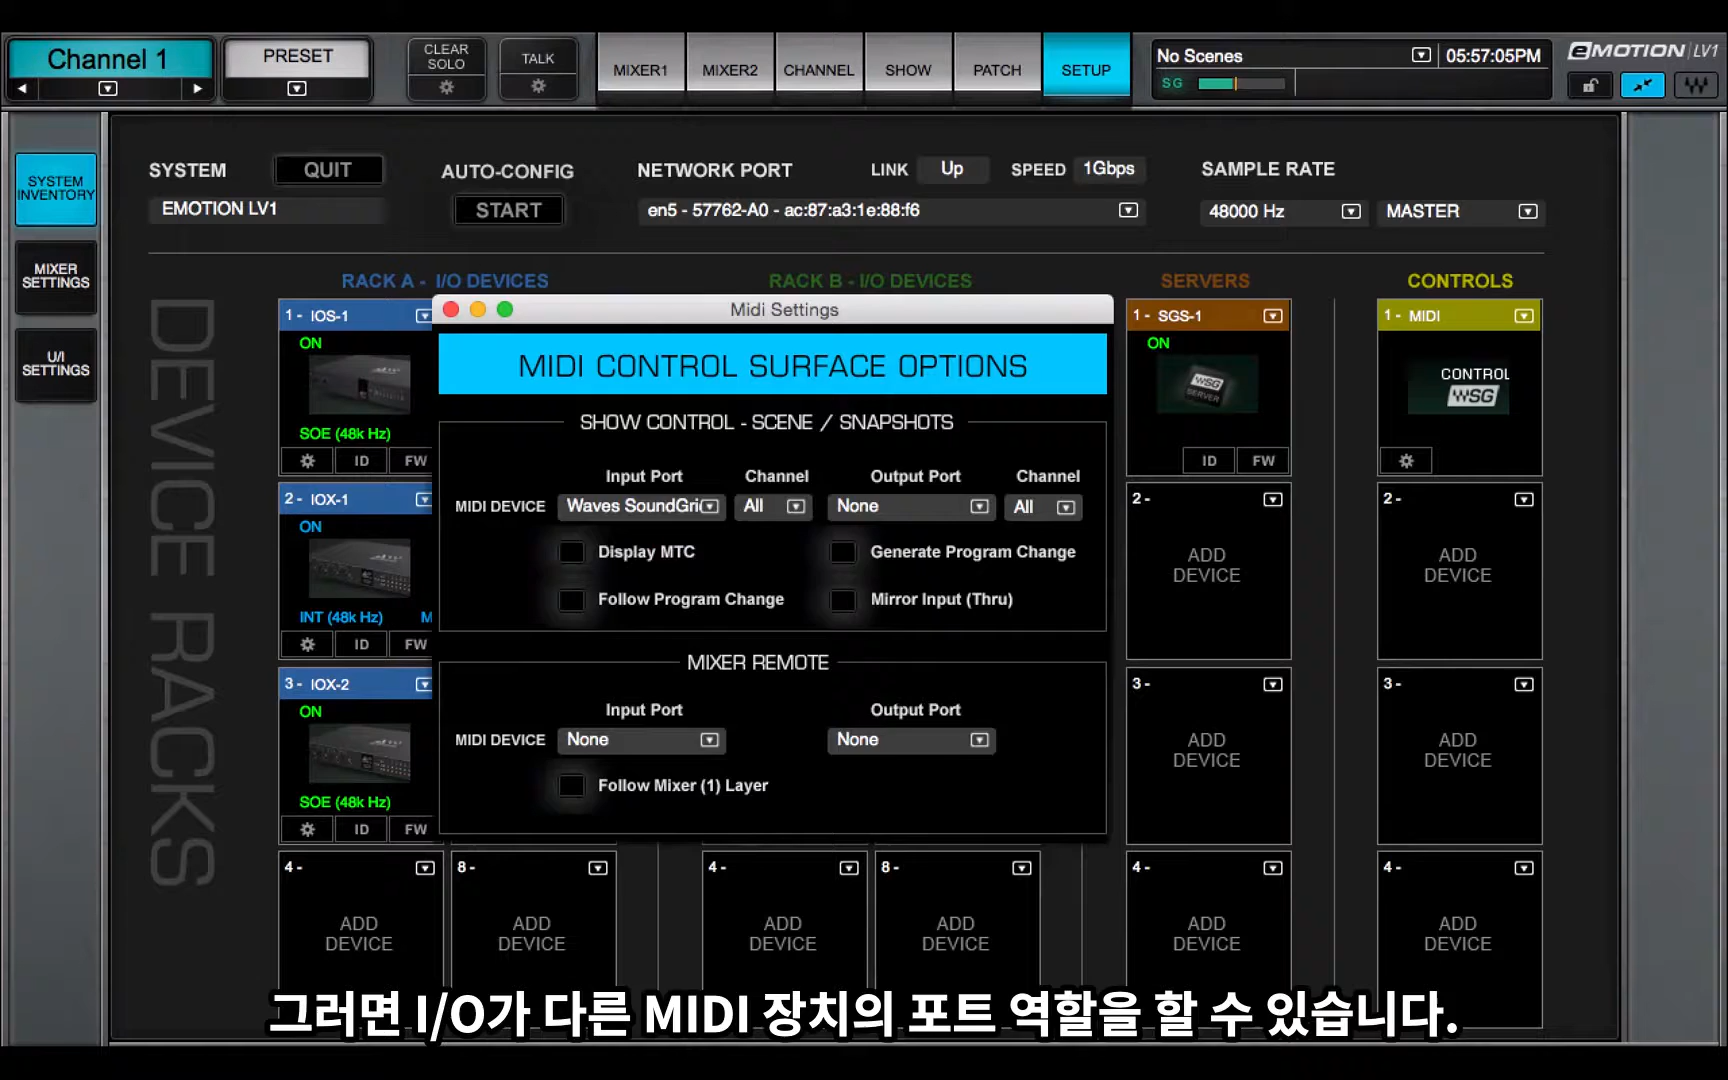 Channel 1
PRESET
CLEAR
SOLO
TALK
MIXER1
MIXER2
CHANNEL
SHOW
PATCH
SETUP
No Scenes
05:57:05PM
SG
eMOTION LV1
SYSTEM
INVENTORY
MIXER
SETTINGS
U/I
SETTINGS
SYSTEM
QUIT
EMOTION LV1
AUTO-CONFIG
START
NETWORK PORT
LINK
Up
SPEED
1Gbps
en5 - 57762-A0 - ac:87:a3:1e:88:f6
SAMPLE RATE
48000 Hz
MASTER
DEVICE RACKS
RACK A - I/O DEVICES
RACK B - I/O DEVICES
SERVERS
CONTROLS
1 - IOS-1
ON
SOE (48k Hz)
ID
FW
2 - IOX-1
ON
INT (48k Hz)
M
ID
FW
3 - IOX-2
ON
SOE (48k Hz)
ID
FW
Midi Settings
MIDI CONTROL SURFACE OPTIONS
SHOW CONTROL - SCENE / SNAPSHOTS
Input Port
Channel
Output Port
Channel
MIDI DEVICE
Waves SoundGri
All
None
All
Display MTC
Generate Program Change
Follow Program Change
Mirror Input (Thru)
MIXER REMOTE
Input Port
Output Port
MIDI DEVICE
None
None
Follow Mixer (1) Layer
1 - SGS-1
ON
WSG
SERVER
ID
FW
2 -
ADD
DEVICE
3 -
ADD
DEVICE
1 - MIDI
CONTROL
WSG
2 -
ADD
DEVICE
3 -
ADD
DEVICE
4 -
ADD
DEVICE
8 -
ADD
DEVICE
4 -
ADD
DEVICE
8 -
ADD
DEVICE
4 -
ADD
DEVICE
4 -
ADD
DEVICE
그러면 I/O가 다른 MIDI 장치의 포트 역할을 할 수 있습니다.